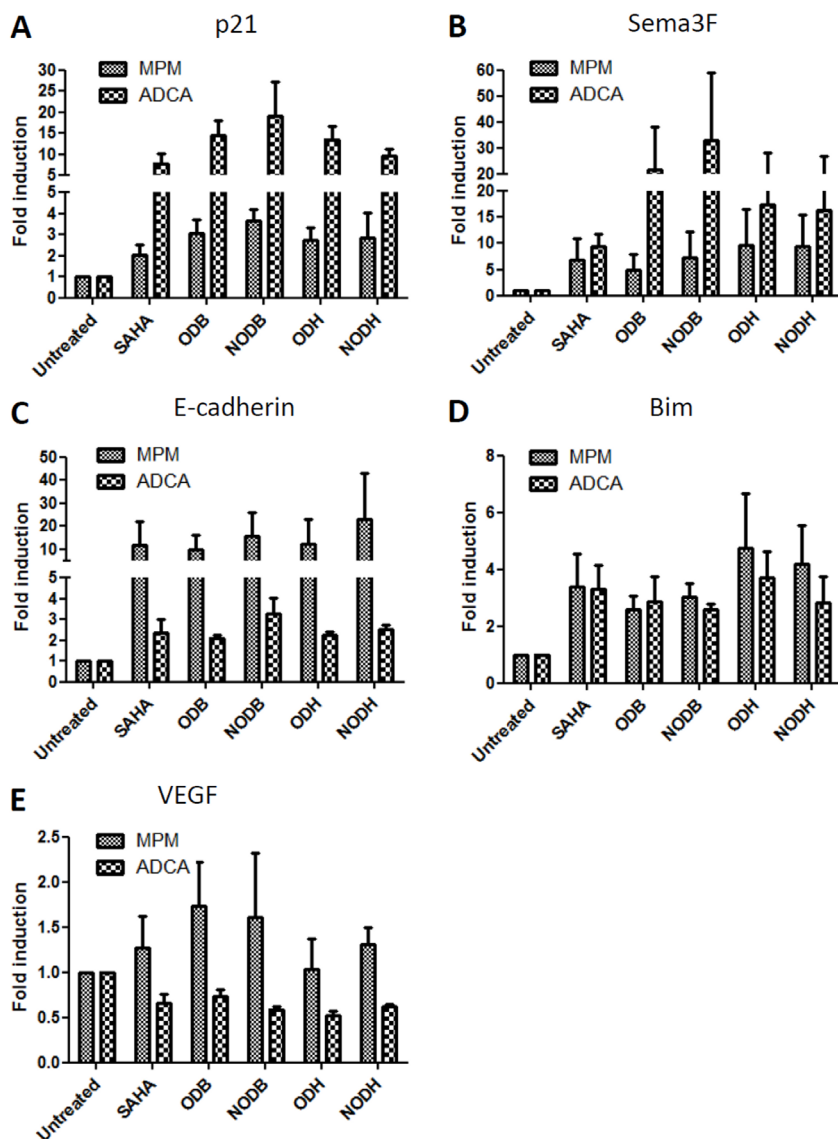 A
p21
MPM
ADCA
Fold induction
30
25
20
15
10
5
5
4
3
2
1
0
Untreated
SAHA
ODB
NODB
ODH
NODH
B
Sema3F
MPM
ADCA
Fold induction
60
50
40
30
20
20
15
10
5
0
Untreated
SAHA
ODB
NODB
ODH
NODH
C
E-cadherin
MPM
ADCA
Fold induction
50
40
30
20
10
5
4
3
2
1
0
Untreated
SAHA
ODB
NODB
ODH
NODH
D
Bim
MPM
ADCA
Fold induction
8
6
4
2
0
Untreated
SAHA
ODB
NODB
ODH
NODH
E
VEGF
MPM
ADCA
Fold induction
2.5
2.0
1.5
1.0
0.5
0.0
Untreated
SAHA
ODB
NODB
ODH
NODH